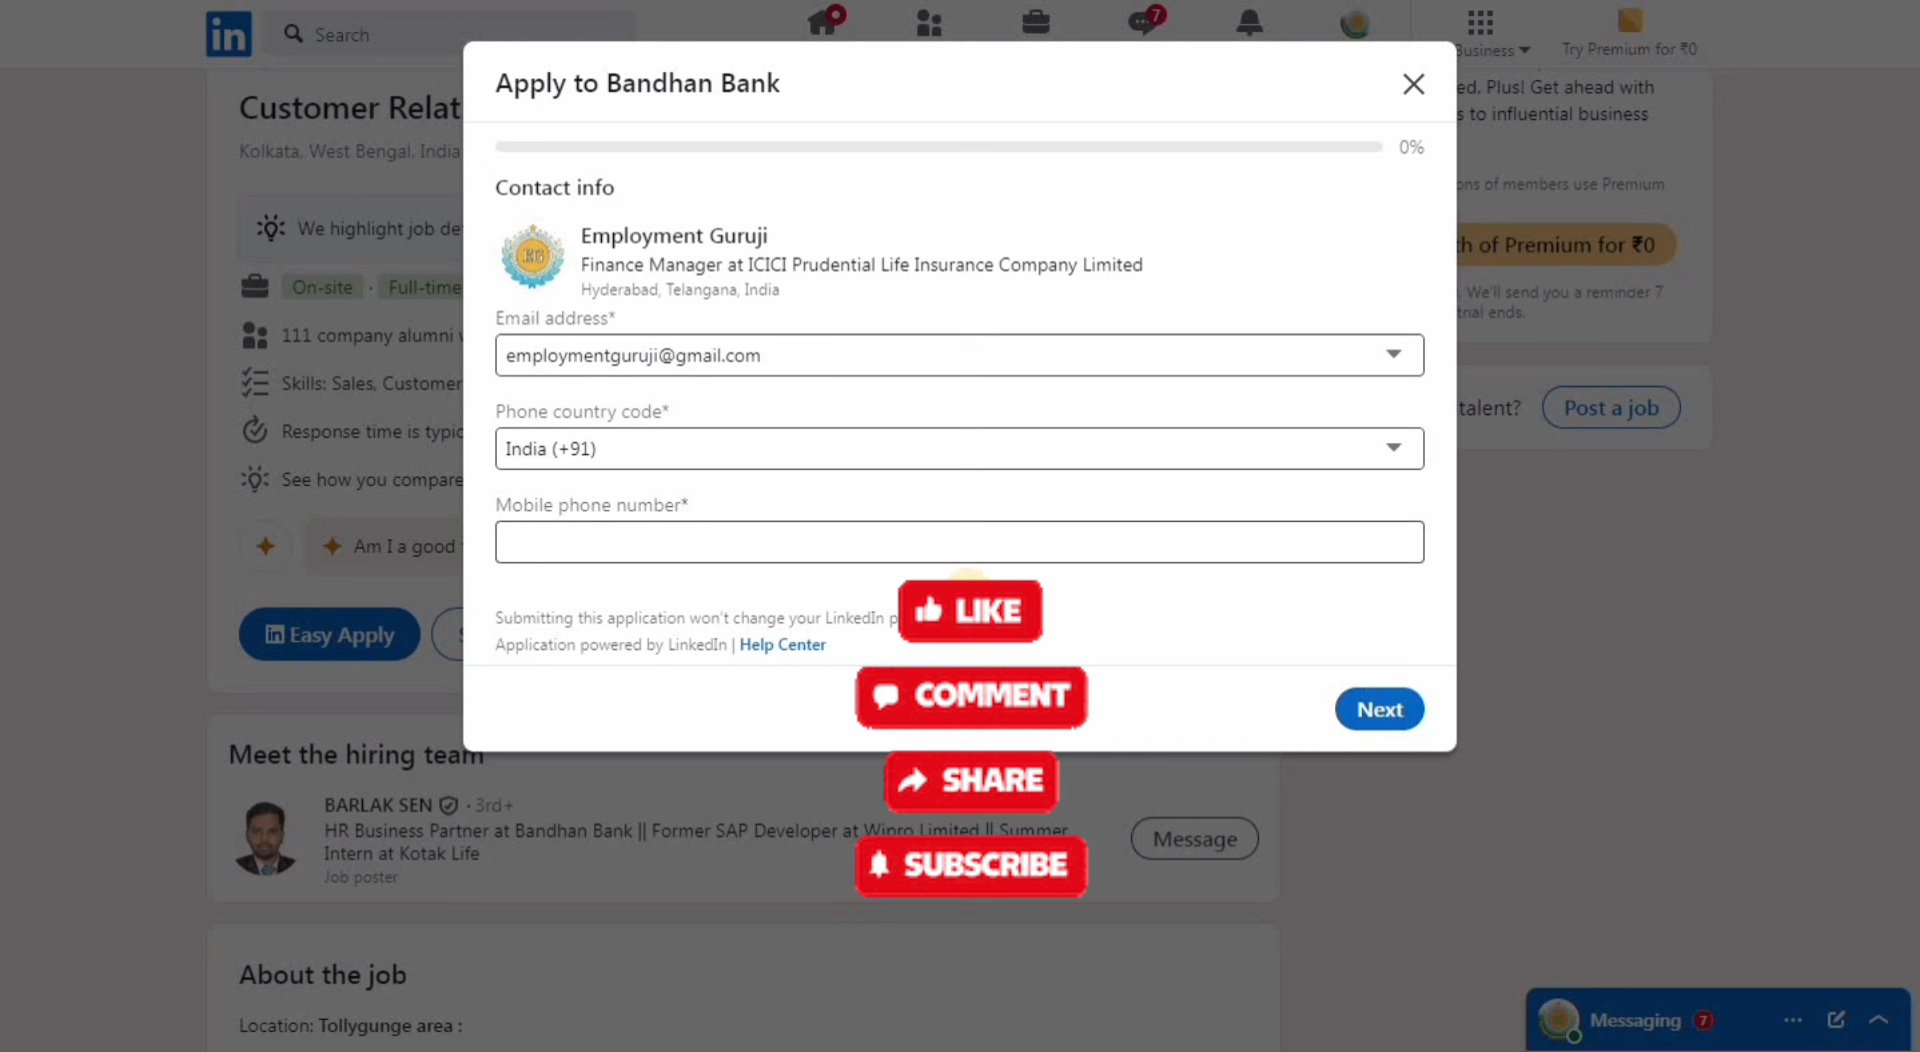 in
Search
7
Business
Try Premium for ₹0
Apply to Bandhan Bank
0%
Contact info
EG
Employment Guruji
Finance Manager at ICICI Prudential Life Insurance Company Limited
Hyderabad, Telangana, India
Email address*
employmentguruji@gmail.com
Phone country code*
India (+91)
Mobile phone number*
Submitting this application won't change your LinkedIn p
Application powered by LinkedIn | Help Center
Next
LIKE
COMMENT
SHARE
SUBSCRIBE
Customer Relat
Kolkata, West Bengal, India
We highlight job de
On-site · Full-time
111 company alumni
Skills: Sales, Customer
Response time is typic
See how you compare
Am I a good
in Easy Apply
S
Meet the hiring team
BARLAK SEN · 3rd+
HR Business Partner at Bandhan Bank || Former SAP Developer at Wipro Limited || Summer
Intern at Kotak Life
Job poster
Message
About the job
Location: Tollygunge area :
ed. Plus! Get ahead with
s to influential business
ons of members use Premium
th of Premium for ₹0
. We'll send you a reminder 7
trial ends.
talent?
Post a job
Messaging 7